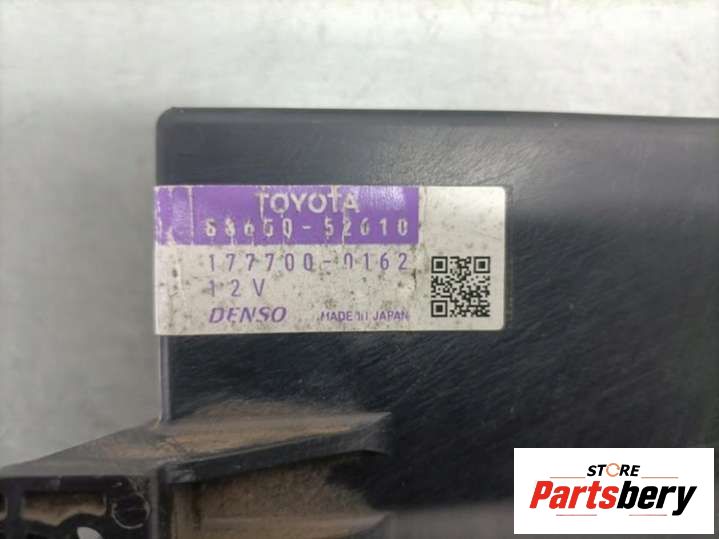 TOYOTA
88650-52610
177700-0162
12V
DENSO MADE IN JAPAN
STORE
Partsbery